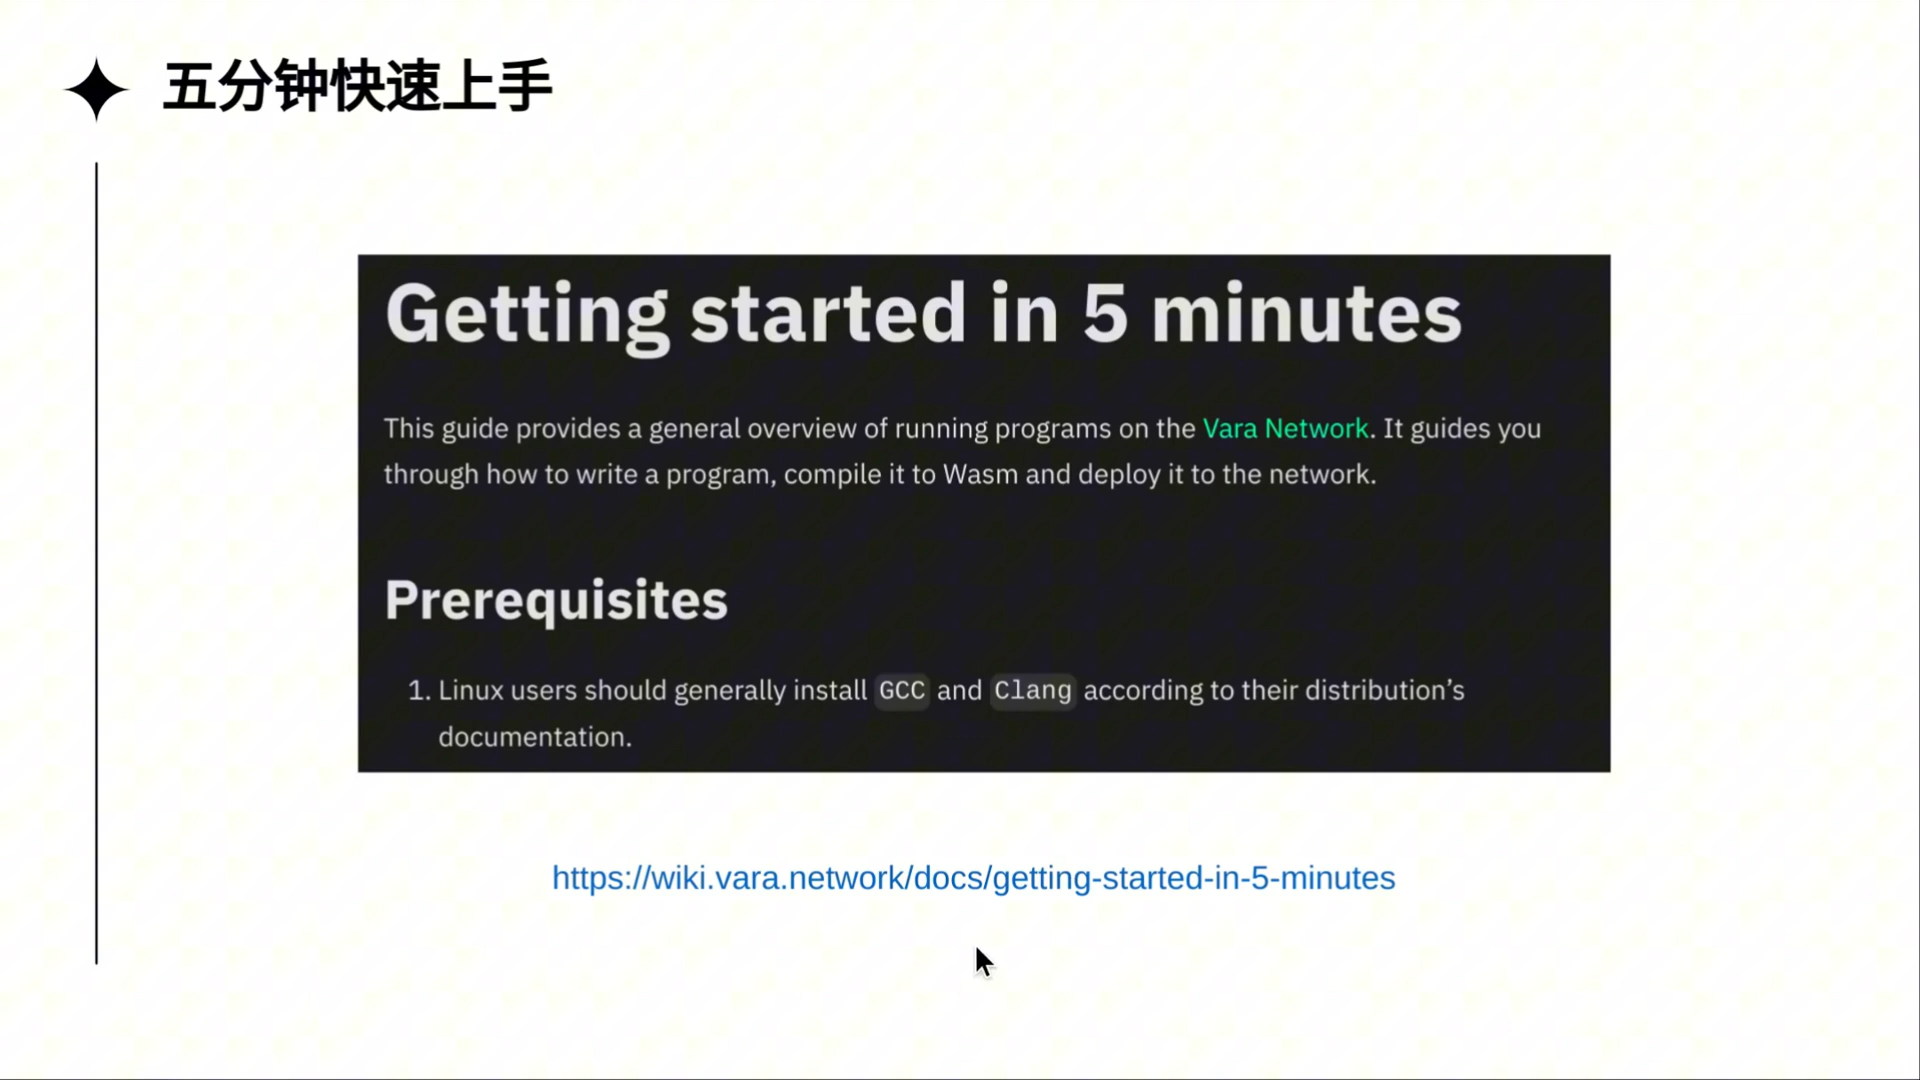 五分钟快速上手
Getting started in 5 minutes
This guide provides a general overview of running programs on the Vara Network. It guides you
through how to write a program, compile it to Wasm and deploy it to the network.
Prerequisites
1. Linux users should generally install GCC and Clang according to their distribution’s
documentation.
https://wiki.vara.network/docs/getting-started-in-5-minutes